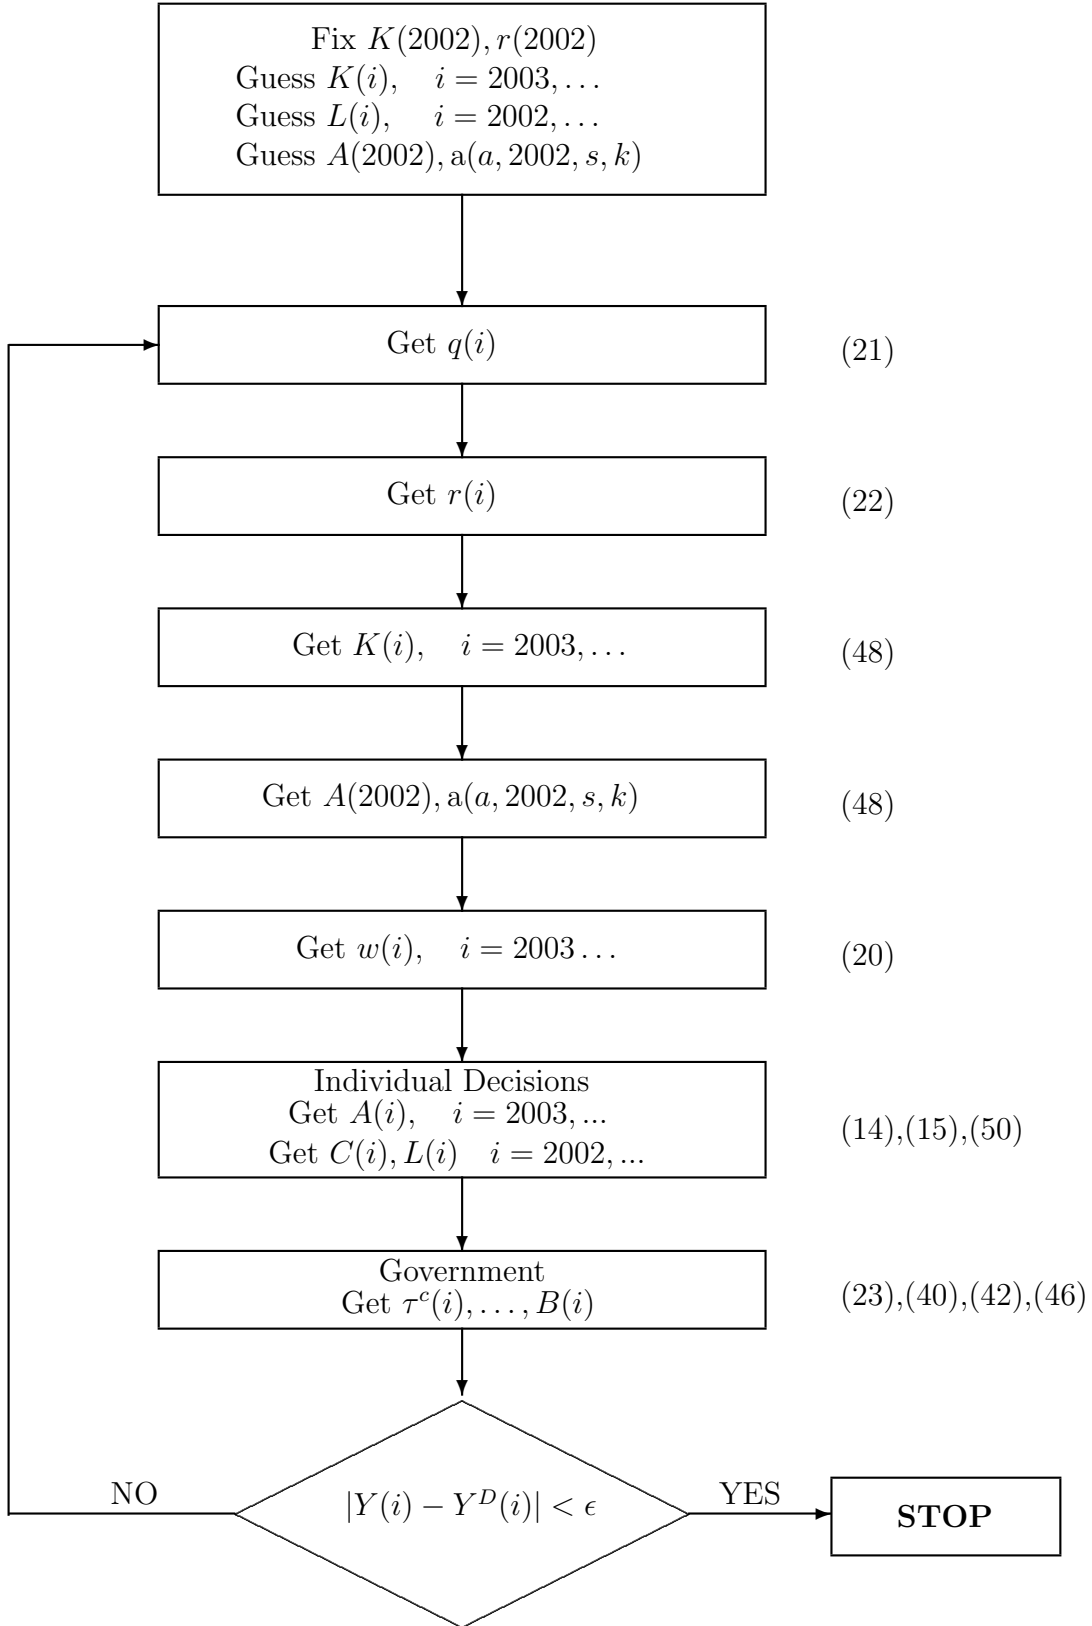 Fix K(2002), r(2002)
Guess K(i), i = 2003, . . .
Guess L(i), i = 2002, . . .
Guess A(2002), a(a, 2002, s, k)
Get q(i)
(21)
Get r(i)
(22)
Get K(i), i = 2003, . . .
(48)
Get A(2002), a(a, 2002, s, k)
(48)
Get w(i), i = 2003 . . .
(20)
Individual Decisions
Get A(i), i = 2003, ...
Get C(i), L(i) i = 2002, ...
(14),(15),(50)
Government
Get τᶜ(i), . . . , B(i)
(23),(40),(42),(46)
NO
|Y(i) − Yᴰ(i)| < ϵ
YES
STOP